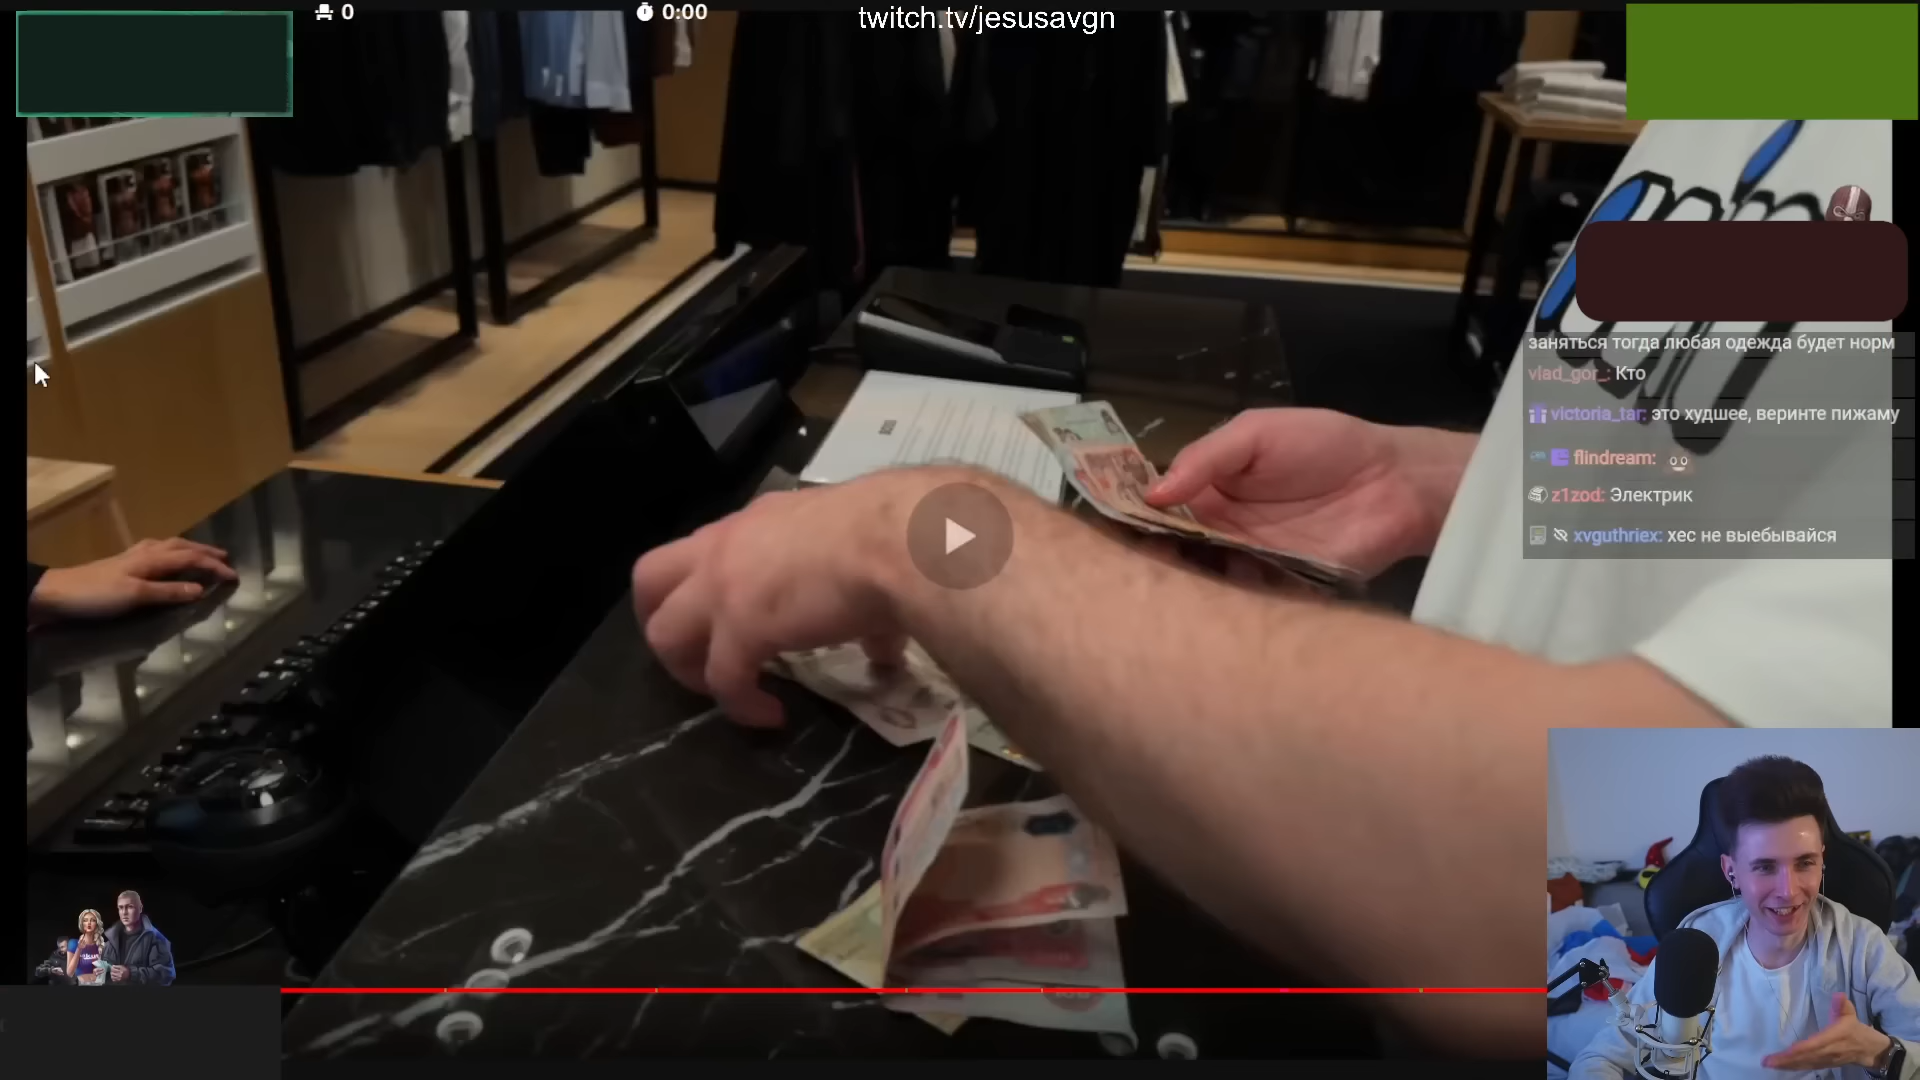 0
0:00
twitch.tv/jesusavgn
заняться тогда любая одежда будет норм
vlad_gor_: Кто
victoria_tar: это худшее, веринте пижаму
flindream:
z1zod: Электрик
xvguthriex: хес не выебывайся